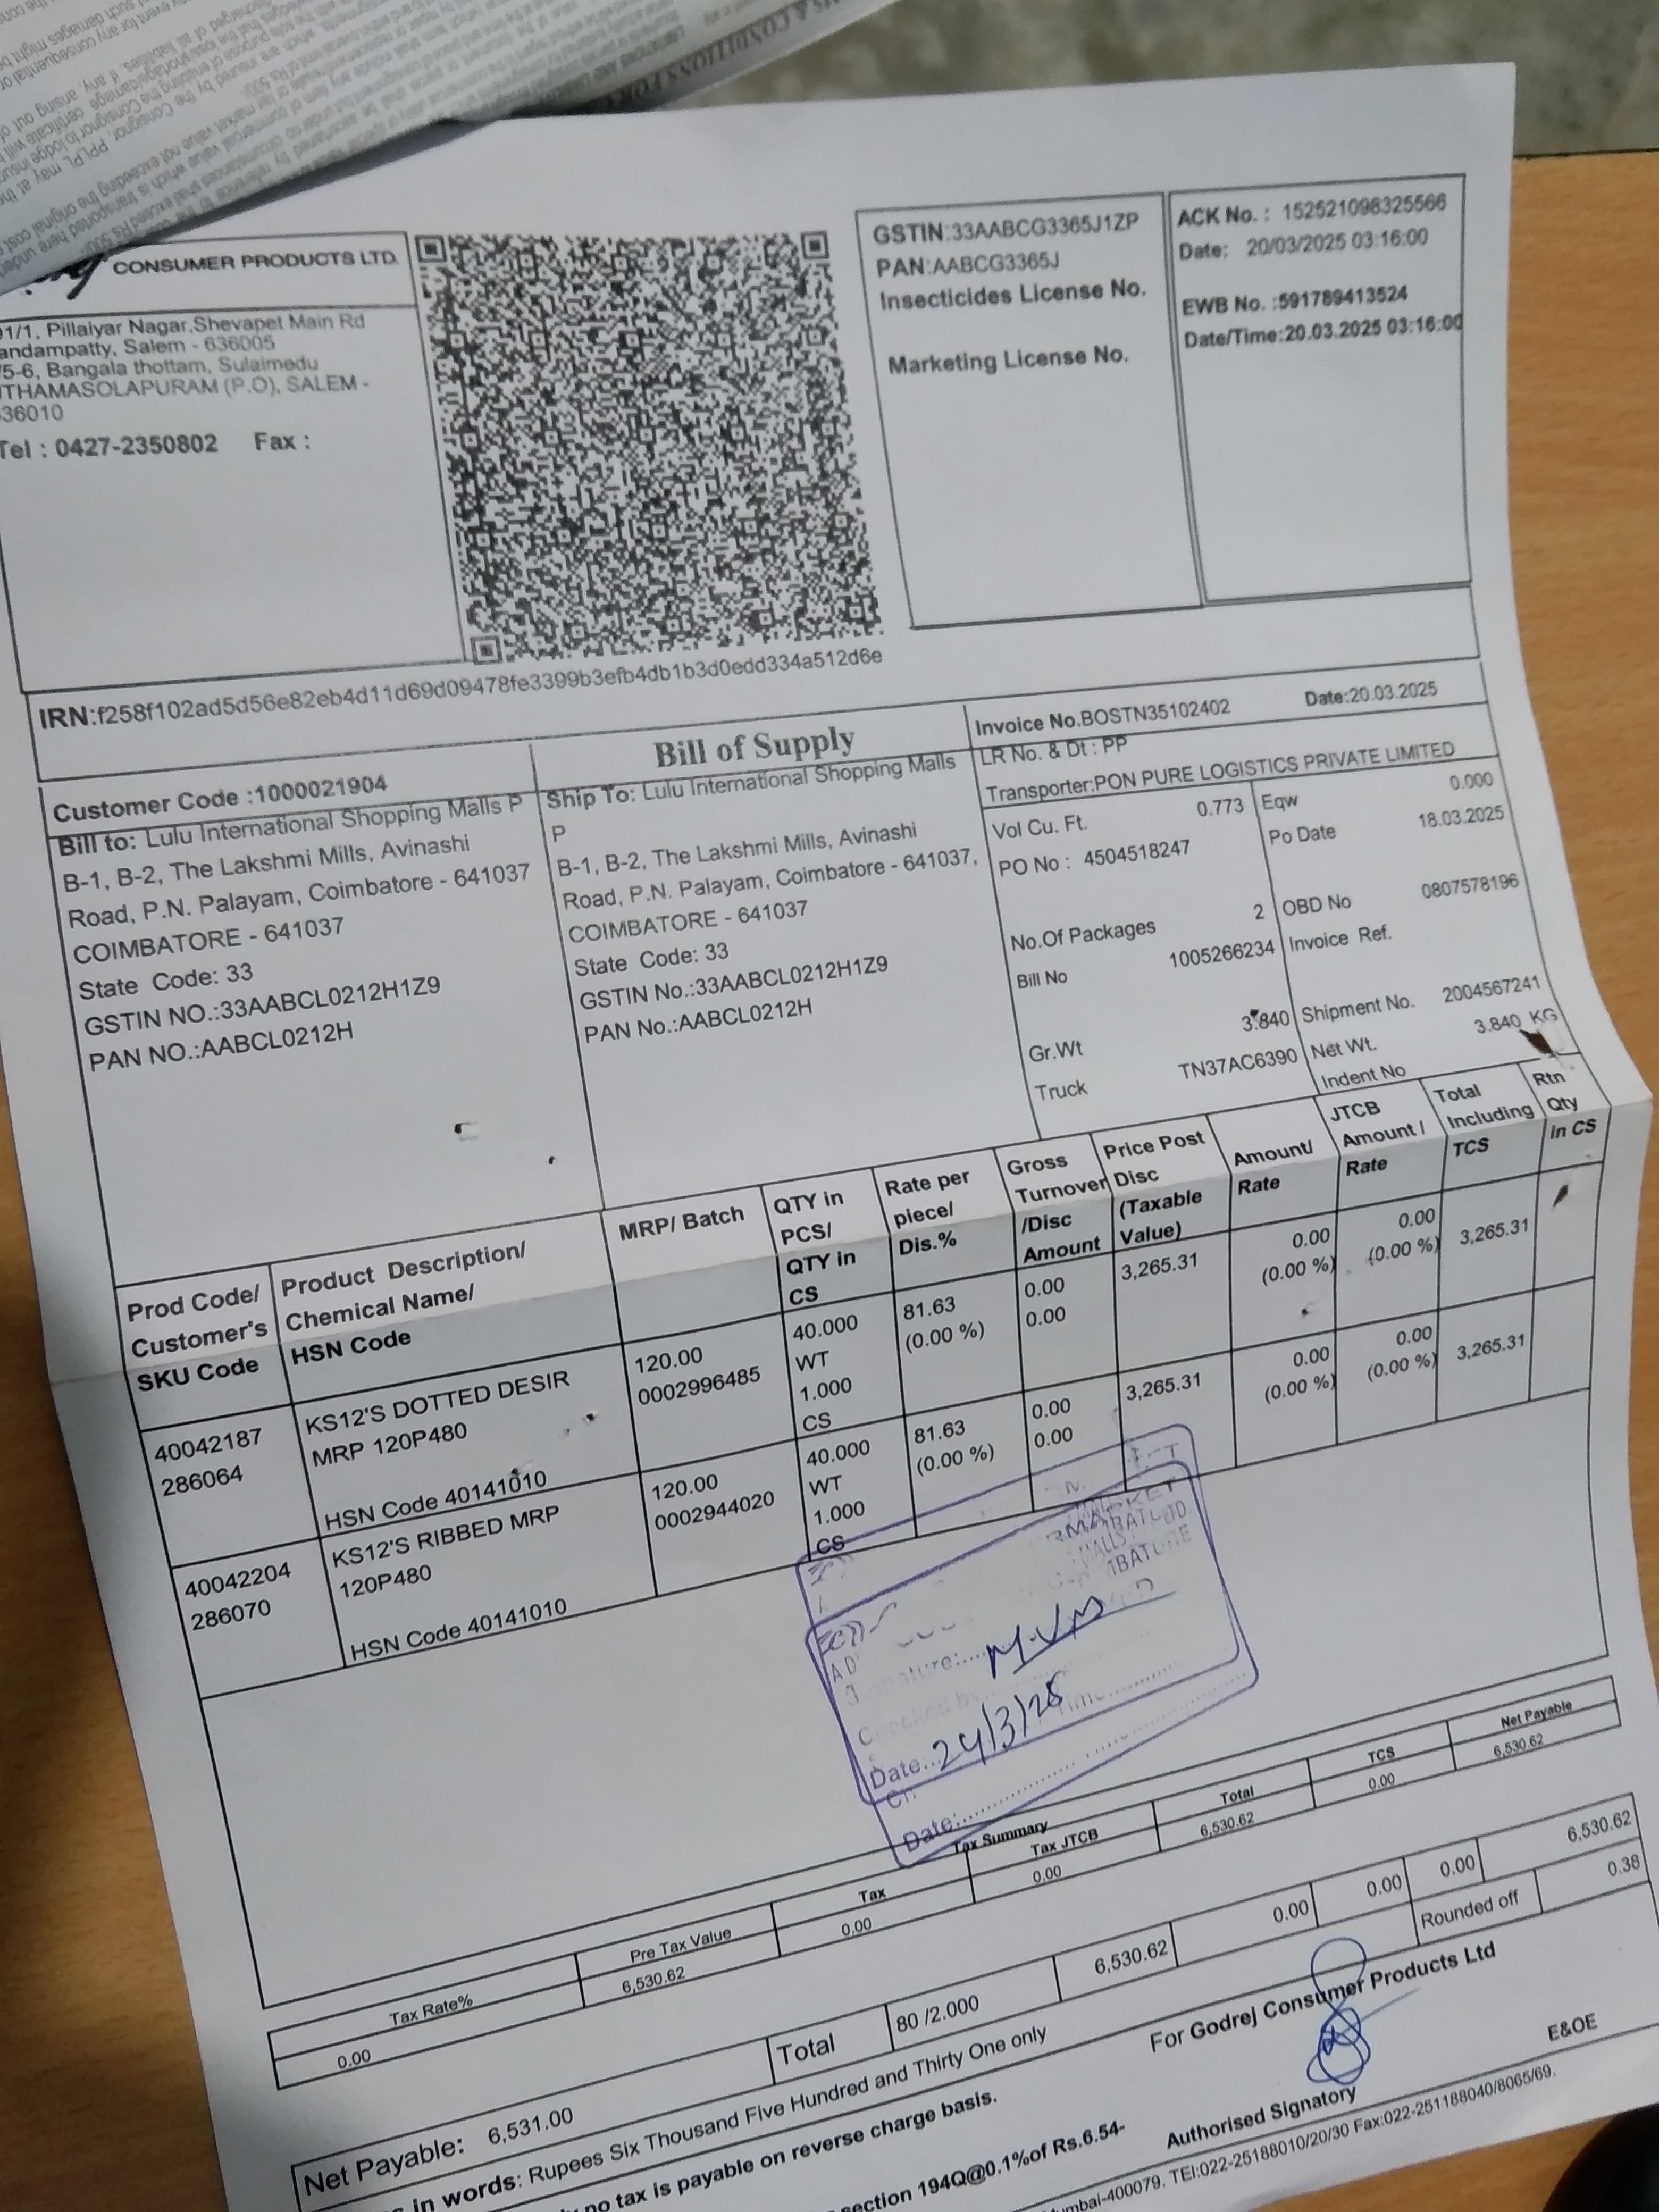 CONSUMER PRODUCTS LTD.
91/1, Pillaiyar Nagar,Shevapet Main Rd
andampatty, Salem - 636005
/5-6, Bangala thottam, Sulaimedu
UTHAMASOLAPURAM (P.O), SALEM -
636010
Tel : 0427-2350802 Fax :
GSTIN:33AABCG3365J1ZP
PAN:AABCG3365J
Insecticides License No.
Marketing License No.
ACK No. : 152521098325566
Date: 20/03/2025 03:16:00
EWB No. :591789413524
Date/Time:20.03.2025 03:16:00
IRN:f258f102ad5d56e82eb4d11d69d09478fe3399b3efb4db1b3d0edd334a512d6e
Bill of Supply
Invoice No.BOSTN35102402 Date:20.03.2025
LR No. & Dt : PP
Transporter:PON PURE LOGISTICS PRIVATE LIMITED
Customer Code :1000021904
Bill to: Lulu International Shopping Malls P
B-1, B-2, The Lakshmi Mills, Avinashi
Road, P.N. Palayam, Coimbatore - 641037
COIMBATORE - 641037
State Code: 33
GSTIN NO.:33AABCL0212H1Z9
PAN NO.:AABCL0212H
Ship To: Lulu International Shopping Malls
P
B-1, B-2, The Lakshmi Mills, Avinashi
Road, P.N. Palayam, Coimbatore - 641037,
COIMBATORE - 641037
State Code: 33
GSTIN No.:33AABCL0212H1Z9
PAN No.:AABCL0212H
Vol Cu. Ft. 0.773 Eqw 0.000
PO No : 4504518247 Po Date 18.03.2025
No.Of Packages 2 OBD No 0807578196
Bill No 1005266234 Invoice Ref.
Gr.Wt 3.840 Shipment No. 2004567241
Truck TN37AC6390 Net Wt. 3.840 KG
Indent No
Prod Code/ Customer's SKU Code
Product Description/ Chemical Name/ HSN Code
MRP/ Batch
QTY in PCS/ QTY in CS
Rate per piece/ Dis.%
Gross Turnover /Disc Amount
Price Post Disc (Taxable Value)
Amount/ Rate
JTCB Amount / Rate
Total Including TCS
Rtn Qty In CS
40042187 KS12'S DOTTED DESIR 120.00 40.000 81.63 0.00 3,265.31 0.00 0.00 3,265.31
286064 MRP 120P480 0002996485 WT (0.00 %) 0.00 (0.00 %) (0.00 %)
1.000
HSN Code 40141010 CS
40042204 KS12'S RIBBED MRP 120.00 40.000 81.63 0.00 3,265.31 0.00 0.00 3,265.31
286070 120P480 0002944020 WT (0.00 %) 0.00 (0.00 %) (0.00 %)
1.000
HSN Code 40141010 CS
Date: 24/3/25
Date:
Tax Summary
Tax Rate% Pre Tax Value Tax Tax JTCB Total TCS Net Payable
0.00 6,530.62 0.00 0.00 6,530.62 0.00 6,530.62
Total 80 /2.000 6,530.62 0.00 0.00 0.00 6,530.62
Rounded off 0.38
Net Payable: 6,531.00
in words: Rupees Six Thousand Five Hundred and Thirty One only
no tax is payable on reverse charge basis.
section 194Q@0.1%of Rs.6.54-
For Godrej Consumer Products Ltd
Authorised Signatory
E&OE
umbai-400079. TEl:022-25188010/20/30 Fax:022-251188040/8065/69.